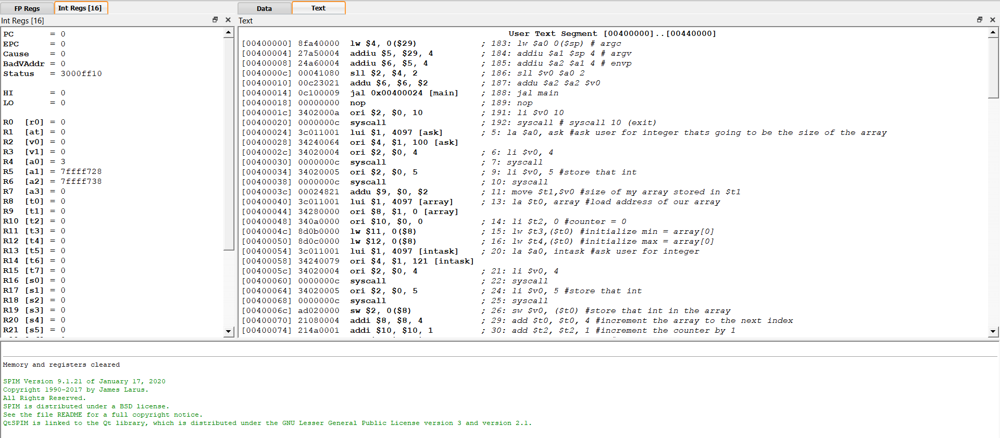 FP Regs
Int Regs [16]
Data
Text
Int Regs [16]
Text
PC = 0
EPC = 0
Cause = 0
BadVAddr = 0
Status = 3000ff10
HI = 0
LO = 0
R0 [r0] = 0
R1 [at] = 0
R2 [v0] = 0
R3 [v1] = 0
R4 [a0] = 3
R5 [a1] = 7ffff728
R6 [a2] = 7ffff738
R7 [a3] = 0
R8 [t0] = 0
R9 [t1] = 0
R10 [t2] = 0
R11 [t3] = 0
R12 [t4] = 0
R13 [t5] = 0
R14 [t6] = 0
R15 [t7] = 0
R16 [s0] = 0
R17 [s1] = 0
R18 [s2] = 0
R19 [s3] = 0
R20 [s4] = 0
R21 [s5] = 0
User Text Segment [00400000]..[00440000]
[00400000] 8fa40000 lw $4, 0($29) ; 183: lw $a0 0($sp) # argc
[00400004] 27a50004 addiu $5, $29, 4 ; 184: addiu $a1 $sp 4 # argv
[00400008] 24a60004 addiu $6, $5, 4 ; 185: addiu $a2 $a1 4 # envp
[0040000c] 00041080 sll $2, $4, 2 ; 186: sll $v0 $a0 2
[00400010] 00c23021 addu $6, $6, $2 ; 187: addu $a2 $a2 $v0
[00400014] 0c100009 jal 0x00400024 [main] ; 188: jal main
[00400018] 00000000 nop ; 189: nop
[0040001c] 3402000a ori $2, $0, 10 ; 191: li $v0 10
[00400020] 0000000c syscall ; 192: syscall # syscall 10 (exit)
[00400024] 3c011001 lui $1, 4097 [ask] ; 5: la $a0, ask #ask user for integer thats going to be the size of the array
[00400028] 34240064 ori $4, $1, 100 [ask]
[0040002c] 34020004 ori $2, $0, 4 ; 6: li $v0, 4
[00400030] 0000000c syscall ; 7: syscall
[00400034] 34020005 ori $2, $0, 5 ; 9: li $v0, 5 #store that int
[00400038] 0000000c syscall ; 10: syscall
[0040003c] 00024821 addu $9, $0, $2 ; 11: move $t1,$v0 #size of my array stored in $t1
[00400040] 3c011001 lui $1, 4097 [array] ; 13: la $t0, array #load address of our array
[00400044] 34280000 ori $8, $1, 0 [array]
[00400048] 340a0000 ori $10, $0, 0 ; 14: li $t2, 0 #counter = 0
[0040004c] 8d0b0000 lw $11, 0($8) ; 15: lw $t3,($t0) #initialize min = array[0]
[00400050] 8d0c0000 lw $12, 0($8) ; 16: lw $t4,($t0) #initialize max = array[0]
[00400054] 3c011001 lui $1, 4097 [intask] ; 20: la $a0, intask #ask user for integer
[00400058] 34240079 ori $4, $1, 121 [intask]
[0040005c] 34020004 ori $2, $0, 4 ; 21: li $v0, 4
[00400060] 0000000c syscall ; 22: syscall
[00400064] 34020005 ori $2, $0, 5 ; 24: li $v0, 5 #store that int
[00400068] 0000000c syscall ; 25: syscall
[0040006c] ad020000 sw $2, 0($8) ; 26: sw $v0, ($t0) #store that int in the array
[00400070] 21080004 addi $8, $8, 4 ; 29: add $t0, $t0, 4 #increment the array to the next index
[00400074] 214a0001 addi $10, $10, 1 ; 30: add $t2, $t2, 1 #increment the counter by 1
Memory and registers cleared
SPIM Version 9.1.21 of January 17, 2020
Copyright 1990-2017 by James Larus.
All Rights Reserved.
SPIM is distributed under a BSD license.
See the file README for a full copyright notice.
QtSPIM is linked to the Qt library, which is distributed under the GNU Lesser General Public License version 3 and version 2.1.